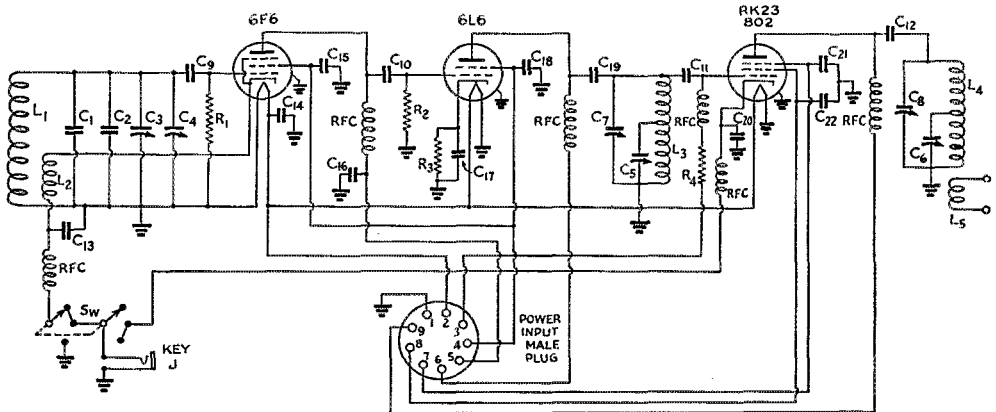 6F6
6L6
RK23
802
C12
C9
C15
C10
C18
C19
C11
C21
L1
C1
C2
C3
C4
R1
C14
RFC
R2
RFC
C7
L3
RFC
C20
C22
RFC
C8
L4
L2
C16
R3
C17
C5
R4
RFC
C6
L5
C13
RFC
SW
KEY
J
1
2
3
4
5
6
7
8
9
POWER
INPUT
MALE
PLUG